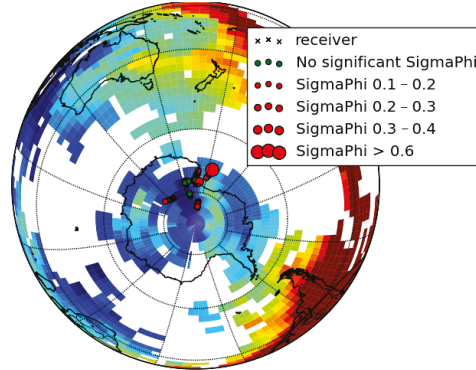 receiver
No significant SigmaPhi
SigmaPhi 0.1 – 0.2
SigmaPhi 0.2 – 0.3
SigmaPhi 0.3 – 0.4
SigmaPhi > 0.6